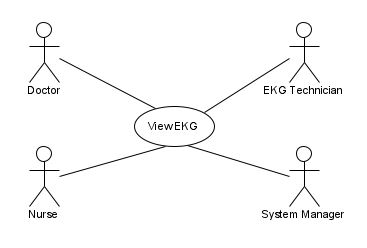 Doctor
EKG Technician
ViewEKG
Nurse
System Manager